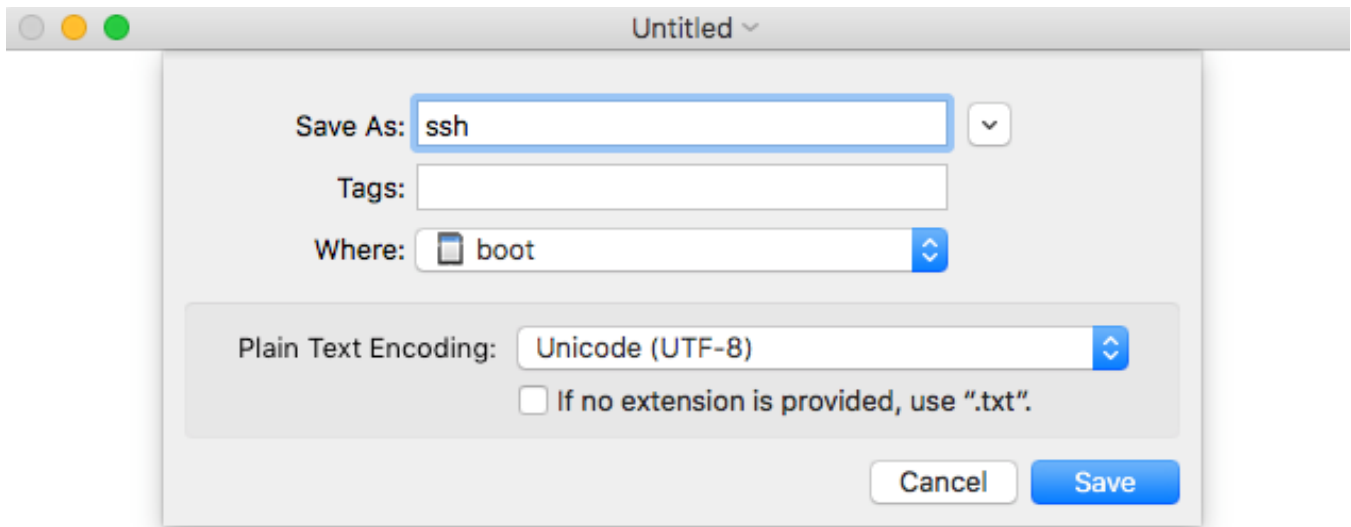 Untitled
Save As: ssh
Tags:
Where: boot
Plain Text Encoding: Unicode (UTF-8)
If no extension is provided, use “.txt”.
Cancel Save